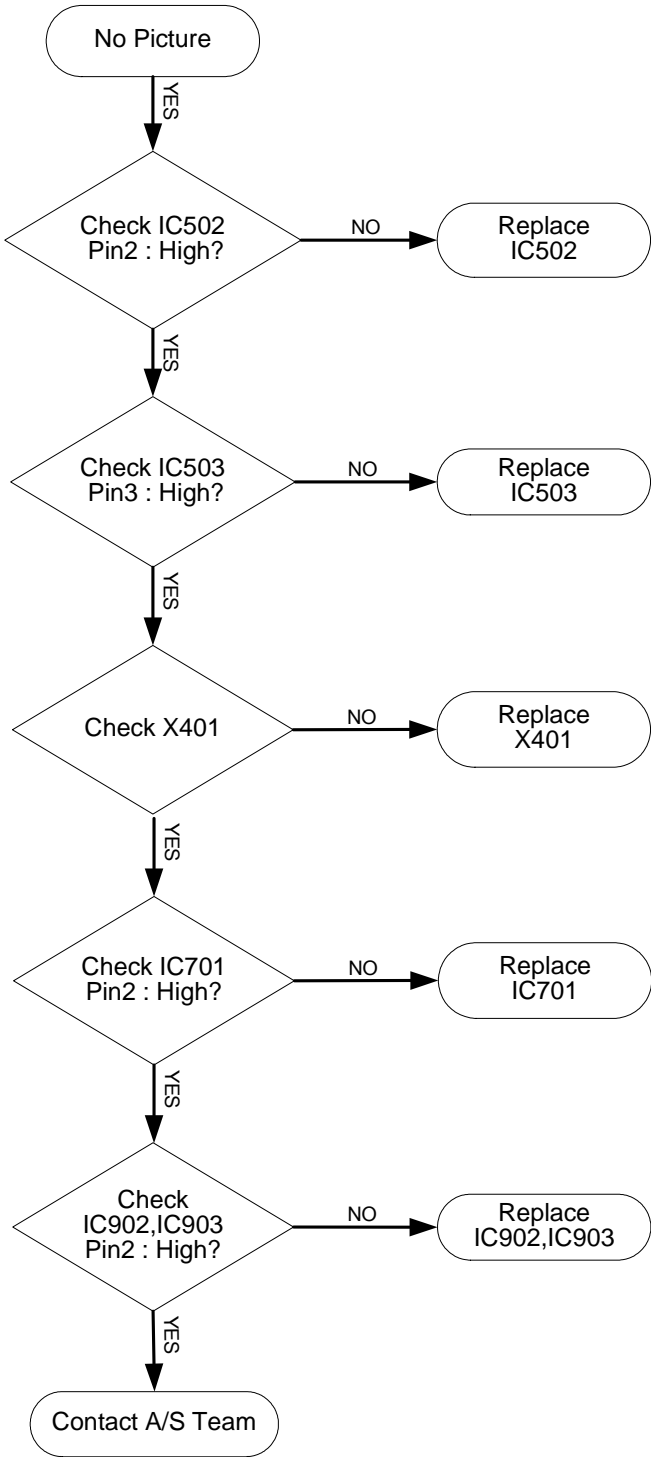 No Picture
YES
Check IC502
Pin2 : High?
NO
Replace
IC502
YES
Check IC503
Pin3 : High?
NO
Replace
IC503
YES
Check X401
NO
Replace
X401
YES
Check IC701
Pin2 : High?
NO
Replace
IC701
YES
Check
IC902,IC903
Pin2 : High?
NO
Replace
IC902,IC903
YES
Contact A/S Team